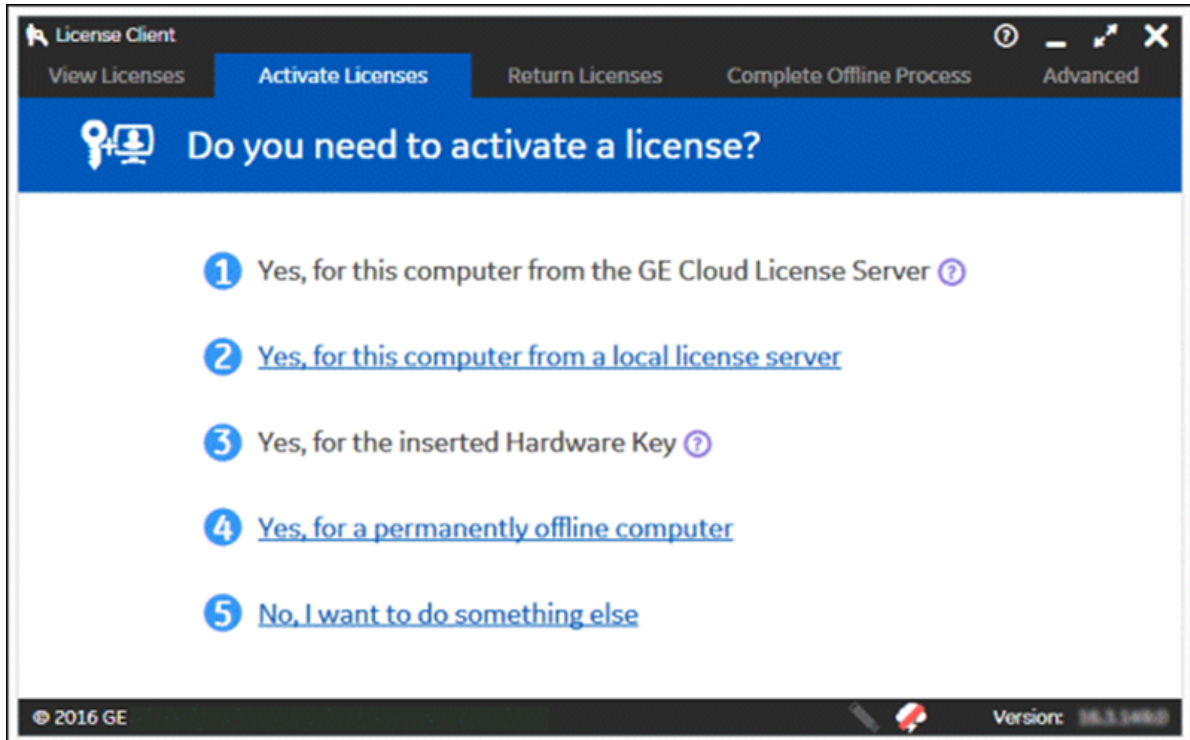 License Client
View Licenses Activate Licenses Return Licenses Complete Offline Process Advanced
Do you need to activate a license?
1 Yes, for this computer from the GE Cloud License Server ?
2 Yes, for this computer from a local license server
3 Yes, for the inserted Hardware Key ?
4 Yes, for a permanently offline computer
5 No, I want to do something else
© 2016 GE Version: